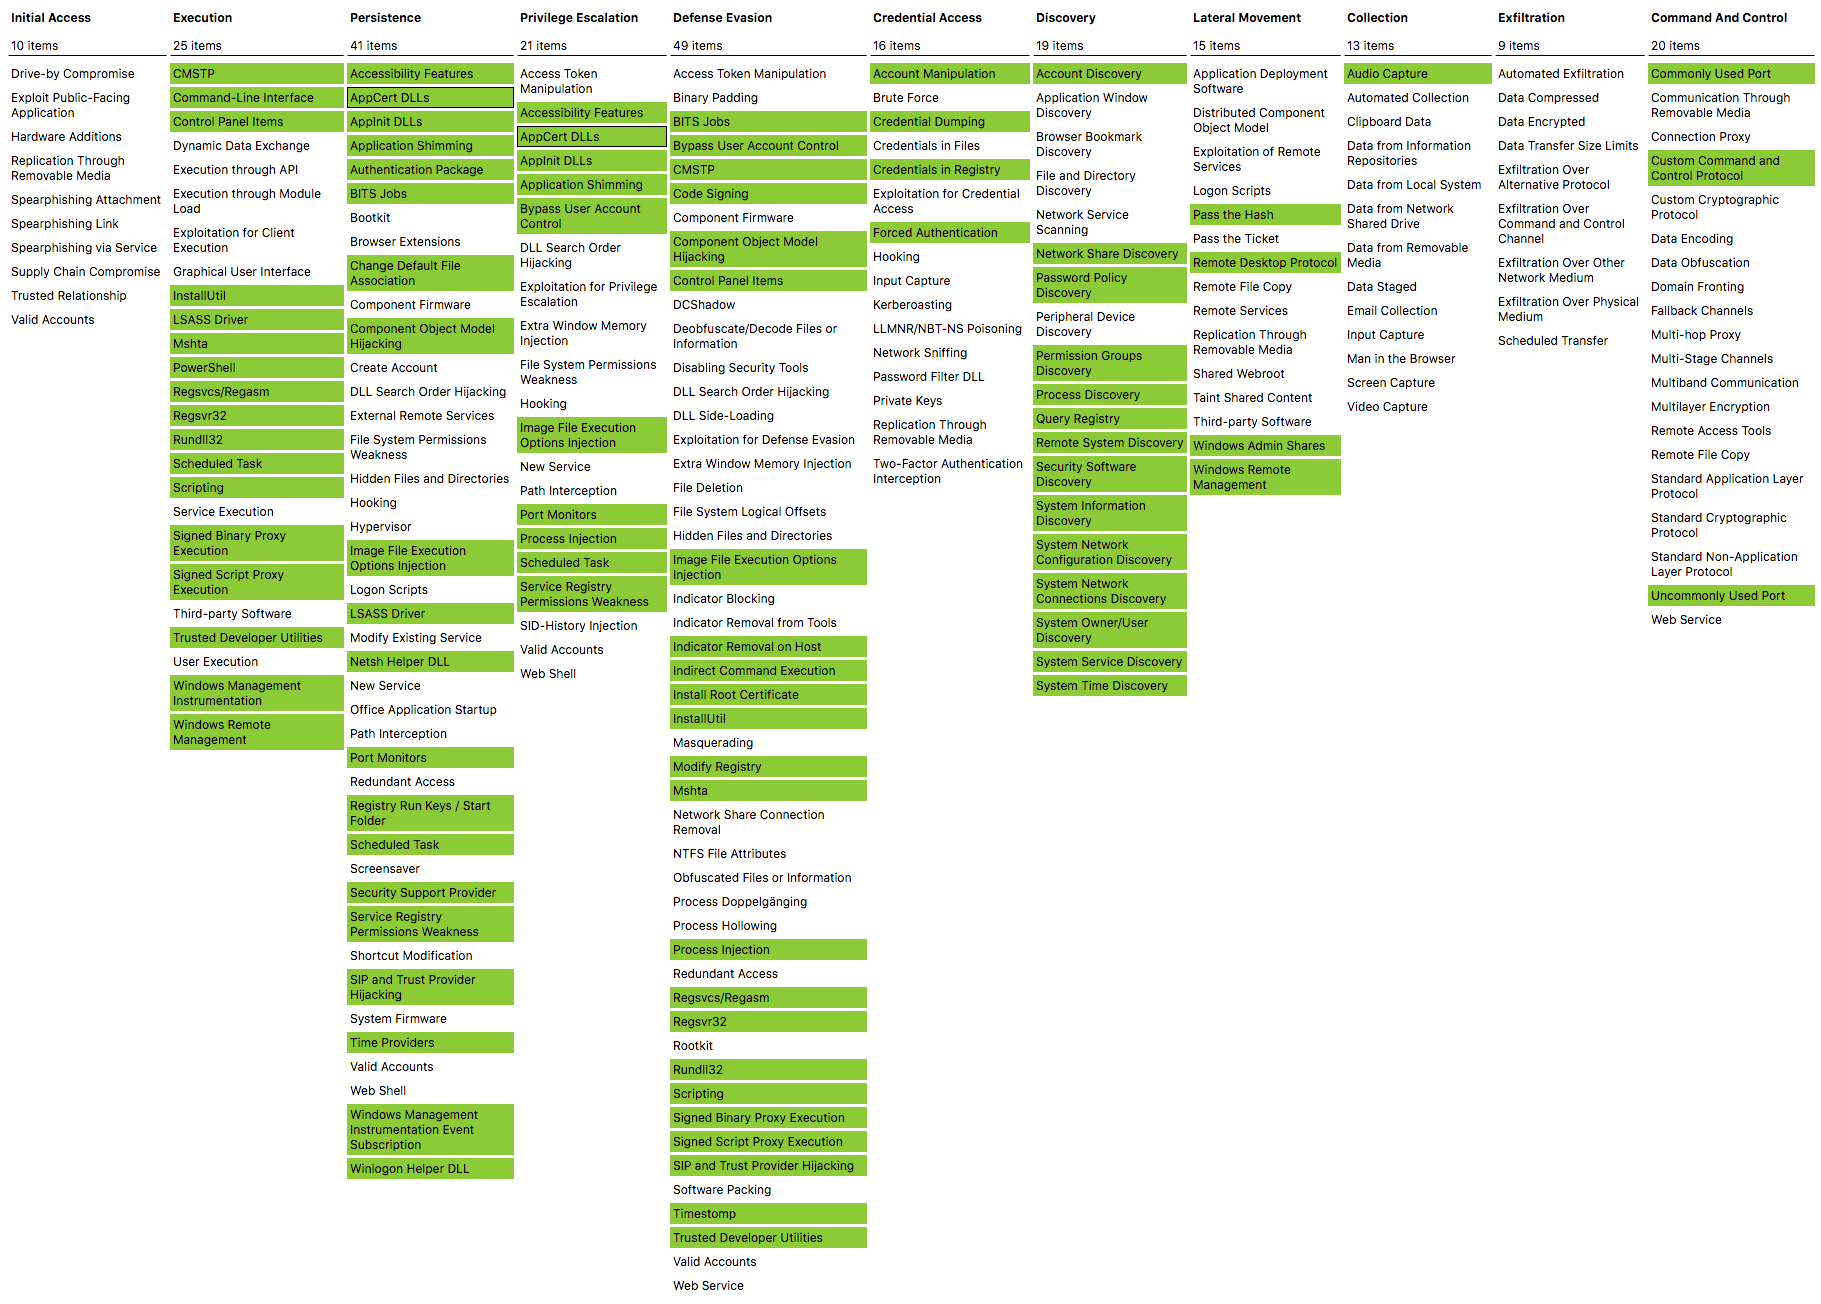 Initial Access
10 items
Drive-by Compromise
Exploit Public-Facing
Application
Hardware Additions
Replication Through
Removable Media
Spearphishing Attachment
Spearphishing Link
Spearphishing via Service
Supply Chain Compromise
Trusted Relationship
Valid Accounts
Execution
25 items
CMSTP
Command-Line Interface
Control Panel Items
Dynamic Data Exchange
Execution through API
Execution through Module
Load
Exploitation for Client
Execution
Graphical User Interface
InstallUtil
LSASS Driver
Mshta
PowerShell
Regsvcs/Regasm
Regsvr32
Rundll32
Scheduled Task
Scripting
Service Execution
Signed Binary Proxy
Execution
Signed Script Proxy
Execution
Third-party Software
Trusted Developer Utilities
User Execution
Windows Management
Instrumentation
Windows Remote
Management
Persistence
41 items
Accessibility Features
AppCert DLLs
AppInit DLLs
Application Shimming
Authentication Package
BITS Jobs
Bootkit
Browser Extensions
Change Default File
Association
Component Firmware
Component Object Model
Hijacking
Create Account
DLL Search Order Hijacking
External Remote Services
File System Permissions
Weakness
Hidden Files and Directories
Hooking
Hypervisor
Image File Execution
Options Injection
Logon Scripts
LSASS Driver
Modify Existing Service
Netsh Helper DLL
New Service
Office Application Startup
Path Interception
Port Monitors
Redundant Access
Registry Run Keys / Start
Folder
Scheduled Task
Screensaver
Security Support Provider
Service Registry
Permissions Weakness
Shortcut Modification
SIP and Trust Provider
Hijacking
System Firmware
Time Providers
Valid Accounts
Web Shell
Windows Management
Instrumentation Event
Subscription
Winlogon Helper DLL
Privilege Escalation
21 items
Access Token
Manipulation
Accessibility Features
AppCert DLLs
AppInit DLLs
Application Shimming
Bypass User Account
Control
DLL Search Order
Hijacking
Exploitation for Privilege
Escalation
Extra Window Memory
Injection
File System Permissions
Weakness
Hooking
Image File Execution
Options Injection
New Service
Path Interception
Port Monitors
Process Injection
Scheduled Task
Service Registry
Permissions Weakness
SID-History Injection
Valid Accounts
Web Shell
Defense Evasion
49 items
Access Token Manipulation
Binary Padding
BITS Jobs
Bypass User Account Control
CMSTP
Code Signing
Component Firmware
Component Object Model
Hijacking
Control Panel Items
DCShadow
Deobfuscate/Decode Files or
Information
Disabling Security Tools
DLL Search Order Hijacking
DLL Side-Loading
Exploitation for Defense Evasion
Extra Window Memory Injection
File Deletion
File System Logical Offsets
Hidden Files and Directories
Image File Execution Options
Injection
Indicator Blocking
Indicator Removal from Tools
Indicator Removal on Host
Indirect Command Execution
Install Root Certificate
InstallUtil
Masquerading
Modify Registry
Mshta
Network Share Connection
Removal
NTFS File Attributes
Obfuscated Files or Information
Process Doppelgänging
Process Hollowing
Process Injection
Redundant Access
Regsvcs/Regasm
Regsvr32
Rootkit
Rundll32
Scripting
Signed Binary Proxy Execution
Signed Script Proxy Execution
SIP and Trust Provider Hijacking
Software Packing
Timestomp
Trusted Developer Utilities
Valid Accounts
Web Service
Credential Access
16 items
Account Manipulation
Brute Force
Credential Dumping
Credentials in Files
Credentials in Registry
Exploitation for Credential
Access
Forced Authentication
Hooking
Input Capture
Kerberoasting
LLMNR/NBT-NS Poisoning
Network Sniffing
Password Filter DLL
Private Keys
Replication Through
Removable Media
Two-Factor Authentication
Interception
Discovery
19 items
Account Discovery
Application Window
Discovery
Browser Bookmark
Discovery
File and Directory
Discovery
Network Service
Scanning
Network Share Discovery
Password Policy
Discovery
Peripheral Device
Discovery
Permission Groups
Discovery
Process Discovery
Query Registry
Remote System Discovery
Security Software
Discovery
System Information
Discovery
System Network
Configuration Discovery
System Network
Connections Discovery
System Owner/User
Discovery
System Service Discovery
System Time Discovery
Lateral Movement
15 items
Application Deployment
Software
Distributed Component
Object Model
Exploitation of Remote
Services
Logon Scripts
Pass the Hash
Pass the Ticket
Remote Desktop Protocol
Remote File Copy
Remote Services
Replication Through
Removable Media
Shared Webroot
Taint Shared Content
Third-party Software
Windows Admin Shares
Windows Remote
Management
Collection
13 items
Audio Capture
Automated Collection
Clipboard Data
Data from Information
Repositories
Data from Local System
Data from Network
Shared Drive
Data from Removable
Media
Data Staged
Email Collection
Input Capture
Man in the Browser
Screen Capture
Video Capture
Exfiltration
9 items
Automated Exfiltration
Data Compressed
Data Encrypted
Data Transfer Size Limits
Exfiltration Over
Alternative Protocol
Exfiltration Over
Command and Control
Channel
Exfiltration Over Other
Network Medium
Exfiltration Over Physical
Medium
Scheduled Transfer
Command And Control
20 items
Commonly Used Port
Communication Through
Removable Media
Connection Proxy
Custom Command and
Control Protocol
Custom Cryptographic
Protocol
Data Encoding
Data Obfuscation
Domain Fronting
Fallback Channels
Multi-hop Proxy
Multi-Stage Channels
Multiband Communication
Multilayer Encryption
Remote Access Tools
Remote File Copy
Standard Application Layer
Protocol
Standard Cryptographic
Protocol
Standard Non-Application
Layer Protocol
Uncommonly Used Port
Web Service